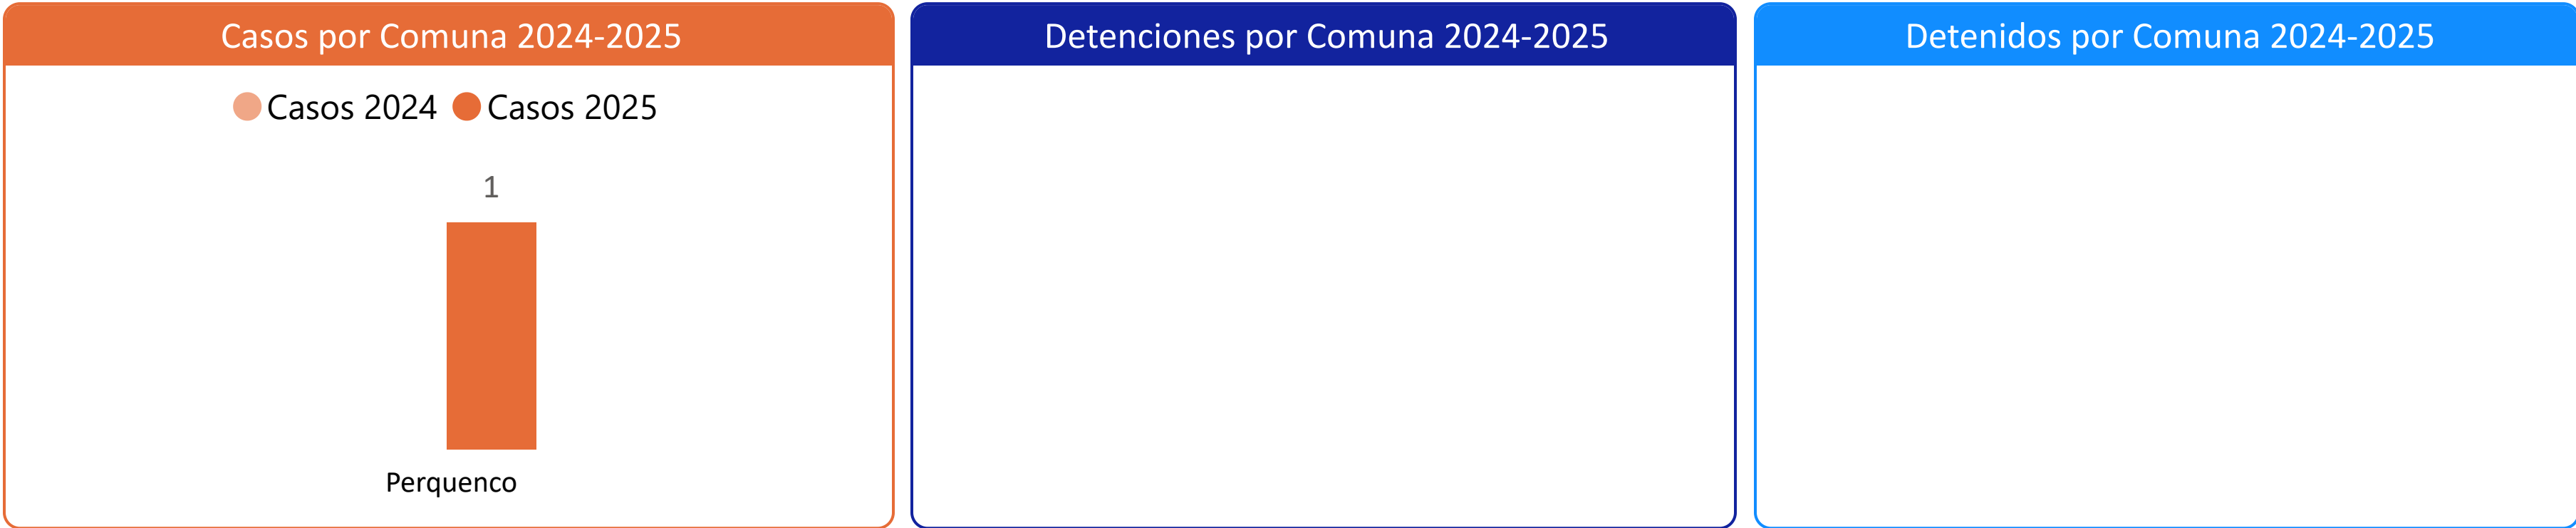 Casos por Comuna 2024-2025
Casos 2024 Casos 2025
1
Perquenco
Detenciones por Comuna 2024-2025
Detenidos por Comuna 2024-2025